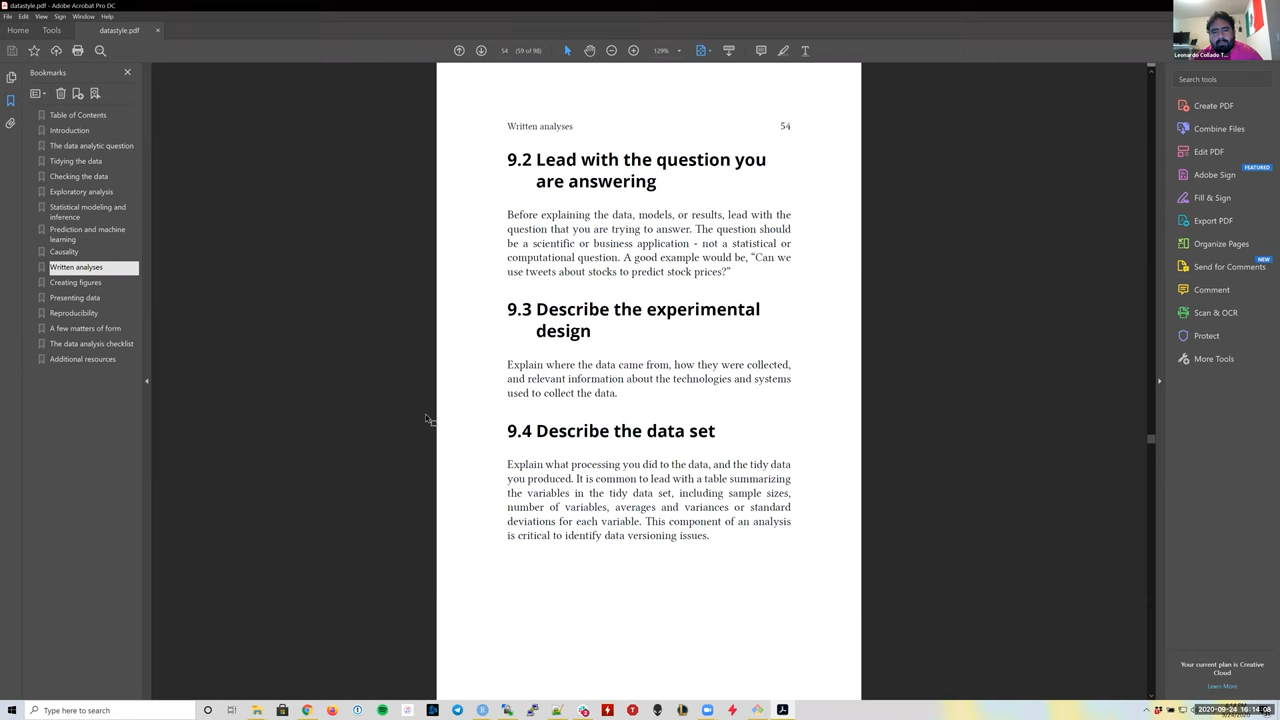 datastyle.pdf - Adobe Acrobat Pro DC
File Edit View Sign Window Help
Home Tools datastyle.pdf ×
54 (59 of 98) 129%
Leonardo Collado T...
Bookmarks
Table of Contents
Introduction
The data analytic question
Tidying the data
Checking the data
Exploratory analysis
Statistical modeling and
inference
Prediction and machine
learning
Causality
Written analyses
Creating figures
Presenting data
Reproducibility
A few matters of form
The data analysis checklist
Additional resources
Written analyses 54
9.2 Lead with the question you
are answering
Before explaining the data, models, or results, lead with the
question that you are trying to answer. The question should
be a scientific or business application - not a statistical or
computational question. A good example would be, “Can we
use tweets about stocks to predict stock prices?”
9.3 Describe the experimental
design
Explain where the data came from, how they were collected,
and relevant information about the technologies and systems
used to collect the data.
9.4 Describe the data set
Explain what processing you did to the data, and the tidy data
you produced. It is common to lead with a table summarizing
the variables in the tidy data set, including sample sizes,
number of variables, averages and variances or standard
deviations for each variable. This component of an analysis
is critical to identify data versioning issues.
Search tools
Create PDF
Combine Files
Edit PDF
FEATURED
Adobe Sign
Fill & Sign
Export PDF
Organize Pages
NEW
Send for Comments
Comment
Scan & OCR
Protect
More Tools
Your current plan is Creative
Cloud
Learn More
Type here to search
2020-09-24 16:14:08